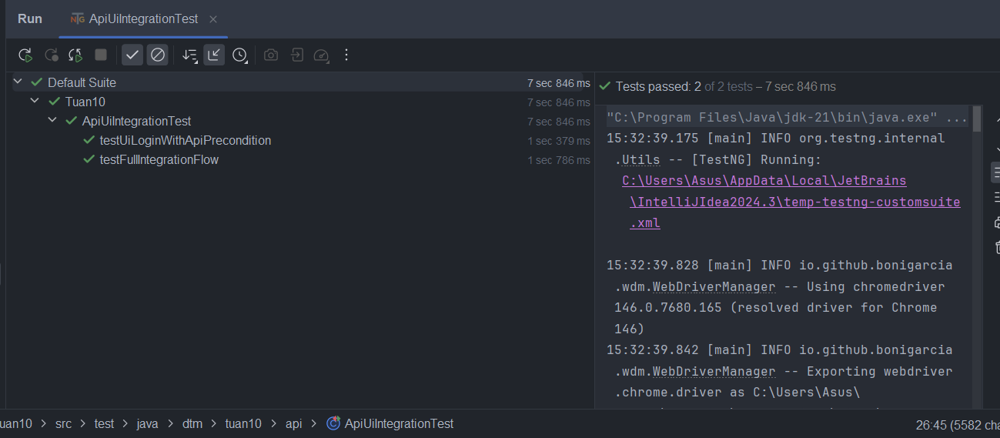 Run ApiUiIntegrationTest
Default Suite 7 sec 846 ms
Tuan10 7 sec 846 ms
ApiUiIntegrationTest 7 sec 846 ms
testUiLoginWithApiPrecondition 1 sec 379 ms
testFullIntegrationFlow 1 sec 786 ms
Tests passed: 2 of 2 tests – 7 sec 846 ms
"C:\Program Files\Java\jdk-21\bin\java.exe" ...
15:32:39.175 [main] INFO org.testng.internal
.Utils -- [TestNG] Running:
C:\Users\Asus\AppData\Local\JetBrains
\IntelliJIdea2024.3\temp-testng-customsuite
.xml
15:32:39.828 [main] INFO io.github.bonigarcia
.wdm.WebDriverManager -- Using chromedriver
146.0.7680.165 (resolved driver for Chrome
146)
15:32:39.842 [main] INFO io.github.bonigarcia
.wdm.WebDriverManager -- Exporting webdriver
.chrome.driver as C:\Users\Asus\
uan10 > src > test > java > dtm > tuan10 > api > ApiUiIntegrationTest
26:45 (5582 cha